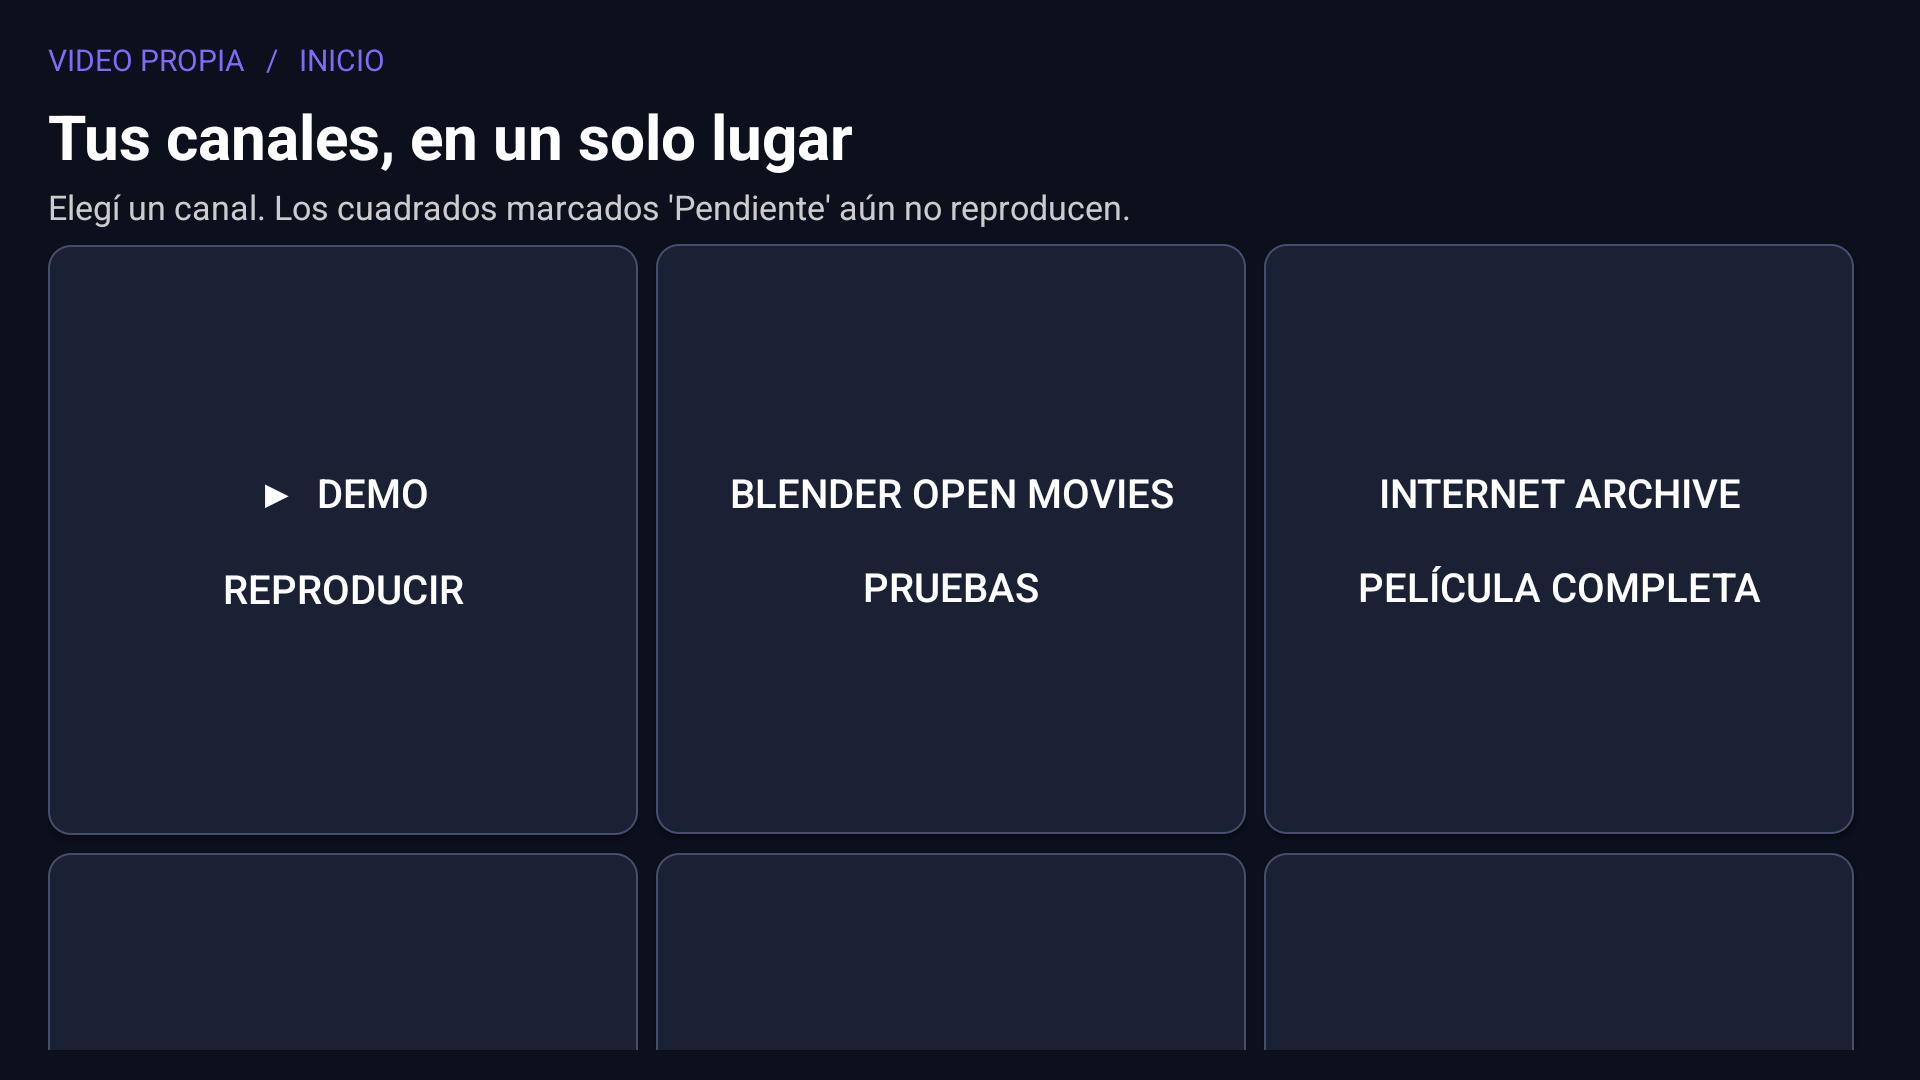 VIDEO PROPIA / INICIO
Tus canales, en un solo lugar
Elegí un canal. Los cuadrados marcados 'Pendiente' aún no reproducen.
► DEMO
REPRODUCIR
BLENDER OPEN MOVIES
PRUEBAS
INTERNET ARCHIVE
PELÍCULA COMPLETA